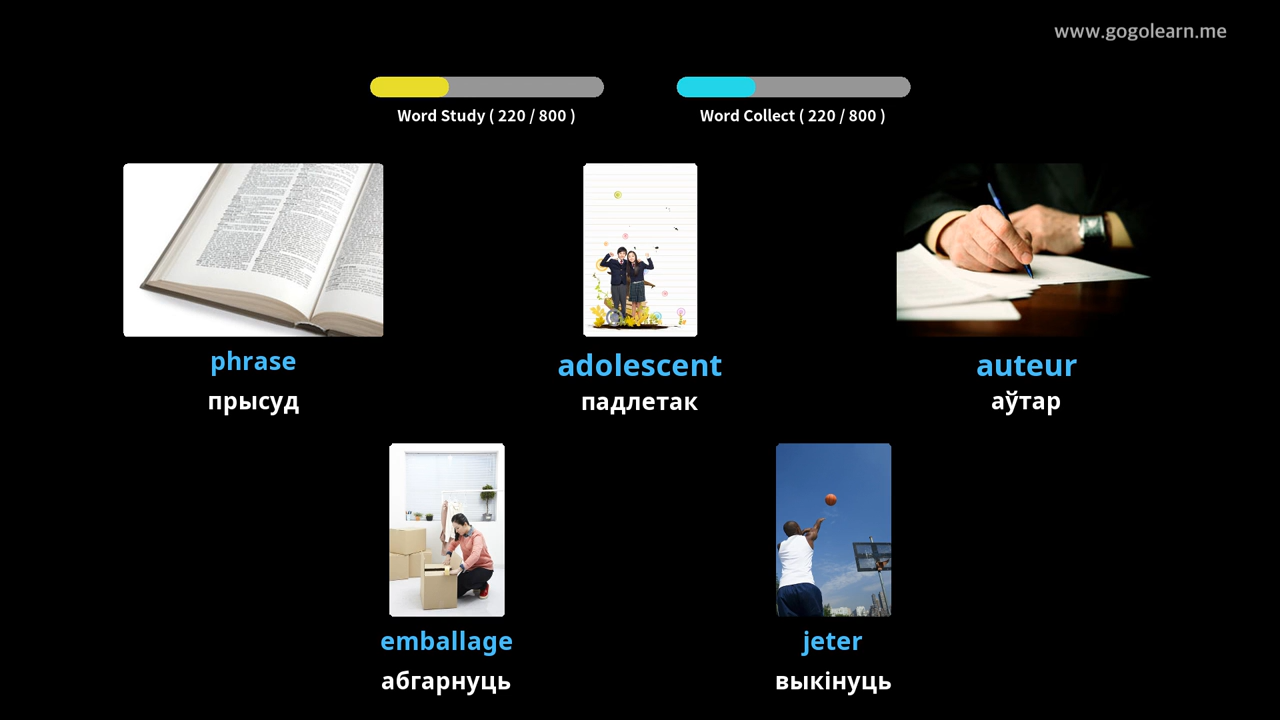 www.gogolearn.me
Word Study ( 220 / 800 )
Word Collect ( 220 / 800 )
phrase
прысуд
adolescent
падлетак
auteur
аўтар
emballage
абгарнуць
jeter
выкінуць